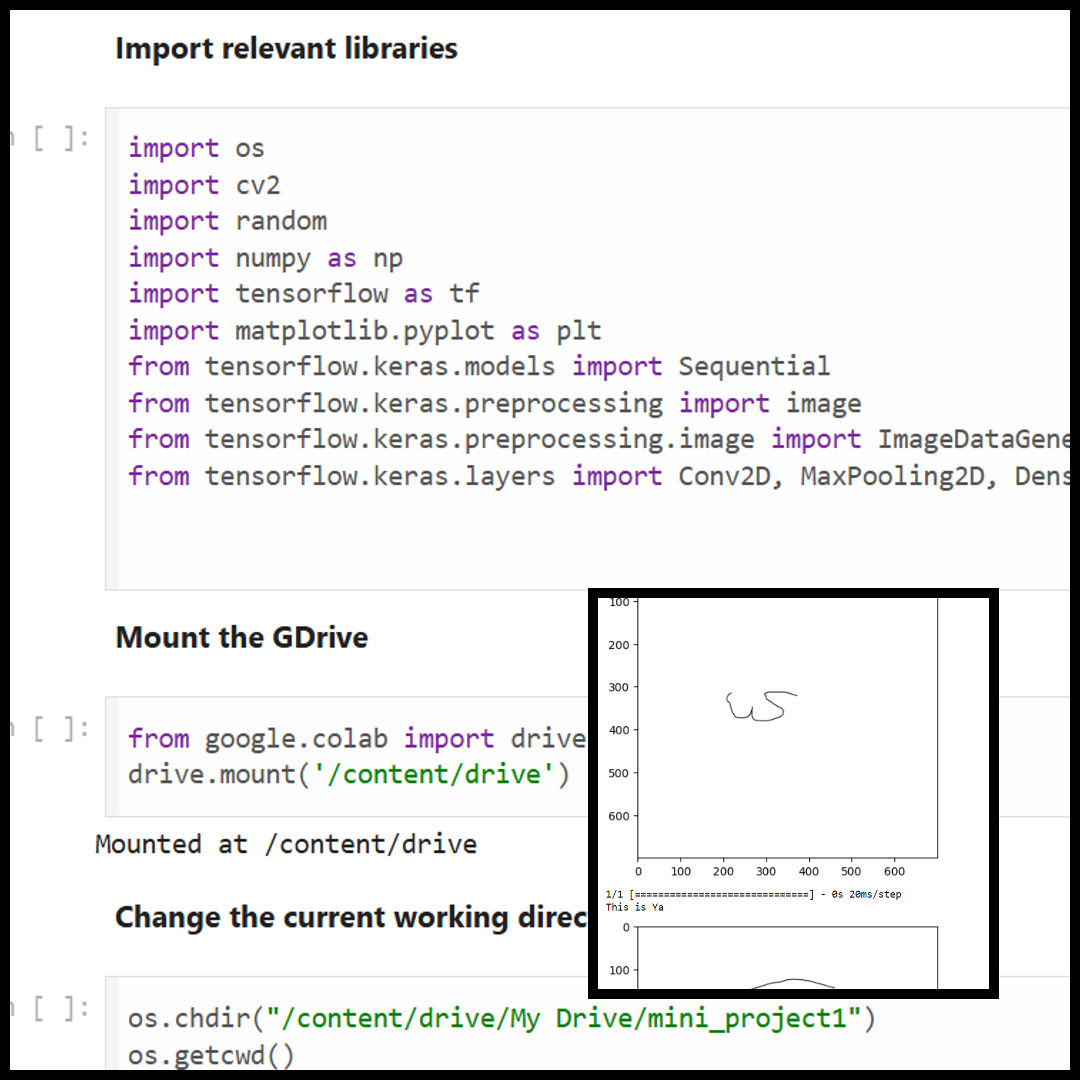 Import relevant libraries
[ ]:
import os
import cv2
import random
import numpy as np
import tensorflow as tf
import matplotlib.pyplot as plt
from tensorflow.keras.models import Sequential
from tensorflow.keras.preprocessing import image
from tensorflow.keras.preprocessing.image import ImageDataGene
from tensorflow.keras.layers import Conv2D, MaxPooling2D, Dens
Mount the GDrive
[ ]:
from google.colab import drive
drive.mount('/content/drive')
Mounted at /content/drive
Change the current working direc
[ ]:
os.chdir("/content/drive/My Drive/mini_project1")
os.getcwd()
100
200
300
400
500
600
0 100 200 300 400 500 600
1/1 [==============================] - 0s 20ms/step
This is Ya
0
100